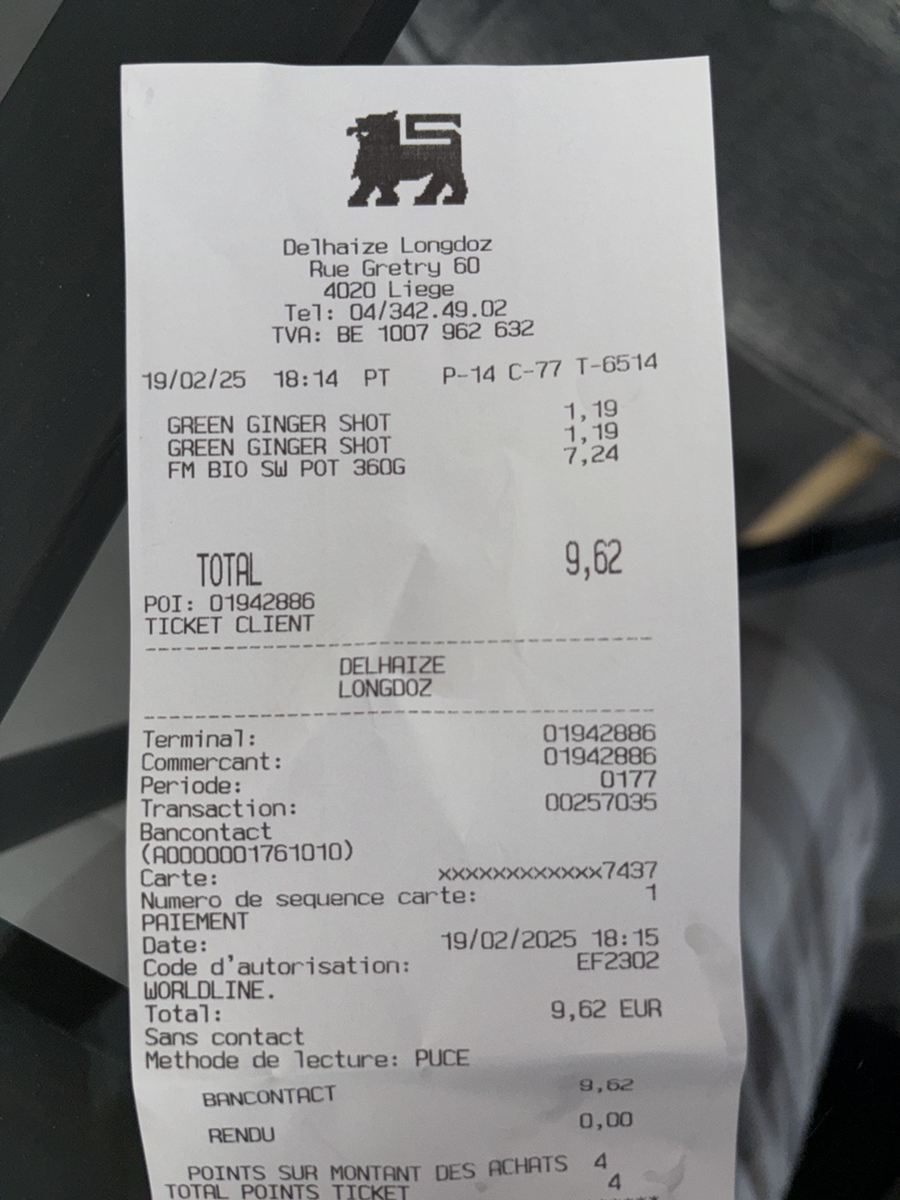 Delhaize Longdoz
Rue Gretry 60
4020 Liege
Tel: 04/342.49.02
TVA: BE 1007 962 632
19/02/25 18:14 PT P-14 C-77 T-6514
GREEN GINGER SHOT 1,19
GREEN GINGER SHOT 1,19
FM BIO SW POT 360G 7,24
TOTAL 9,62
POI: 01942886
TICKET CLIENT
DELHAIZE
LONGDOZ
Terminal: 01942886
Commercant: 01942886
Periode: 0177
Transaction: 00257035
Bancontact
(A0000001761010)
Carte: xxxxxxxxxxxx7437
Numero de sequence carte: 1
PAIEMENT
Date: 19/02/2025 18:15
Code d'autorisation: EF2302
WORLDLINE.
Total: 9,62 EUR
Sans contact
Methode de lecture: PUCE
BANCONTACT 9,62
RENDU 0,00
POINTS SUR MONTANT DES ACHATS 4
TOTAL POINTS TICKET 4